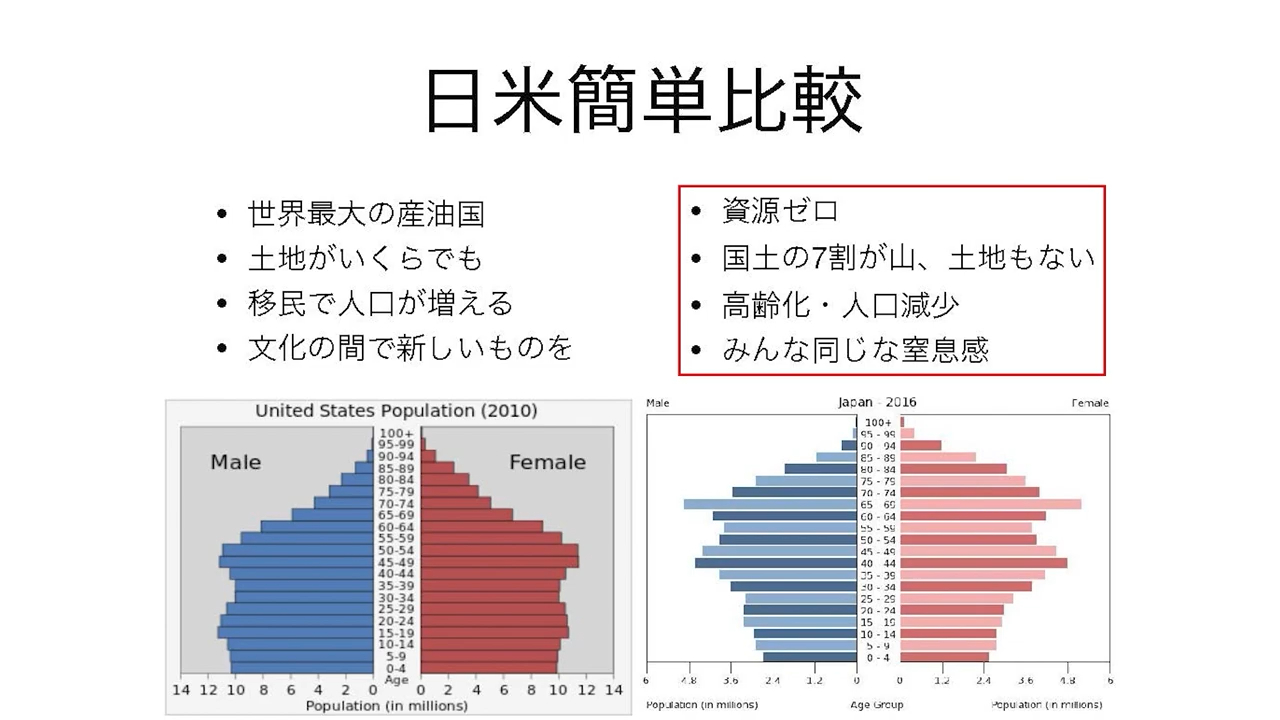 日米簡単比較
• 世界最大の産油国
• 土地がいくらでも
• 移民で人口が増える
• 文化の間で新しいものを
• 資源ゼロ
• 国土の7割が山、土地もない
• 高齢化・人口減少
• みんな同じな窒息感
United States Population (2010)
Male
Female
100+
95-99
90-94
85-89
80-84
75-79
70-74
65-69
60-64
55-59
50-54
45-49
40-44
35-39
30-34
25-29
20-24
15-19
10-14
5-9
0-4
Age
14 12 10 8 6 4 2 0 0 2 4 6 8 10 12 14
Population (in millions)
Male Japan - 2016 Female
100+
95 - 99
90 - 94
85 - 89
80 - 84
75 - 79
70 - 74
65 - 69
60 - 64
55 - 59
50 - 54
45 - 49
40 - 44
35 - 39
30 - 34
25 - 29
20 - 24
15 - 19
10 - 14
5 - 9
0 - 4
6 4.8 3.6 2.4 1.2 0 0 1.2 2.4 3.6 4.8 6
Population (in millions) Age Group Population (in millions)